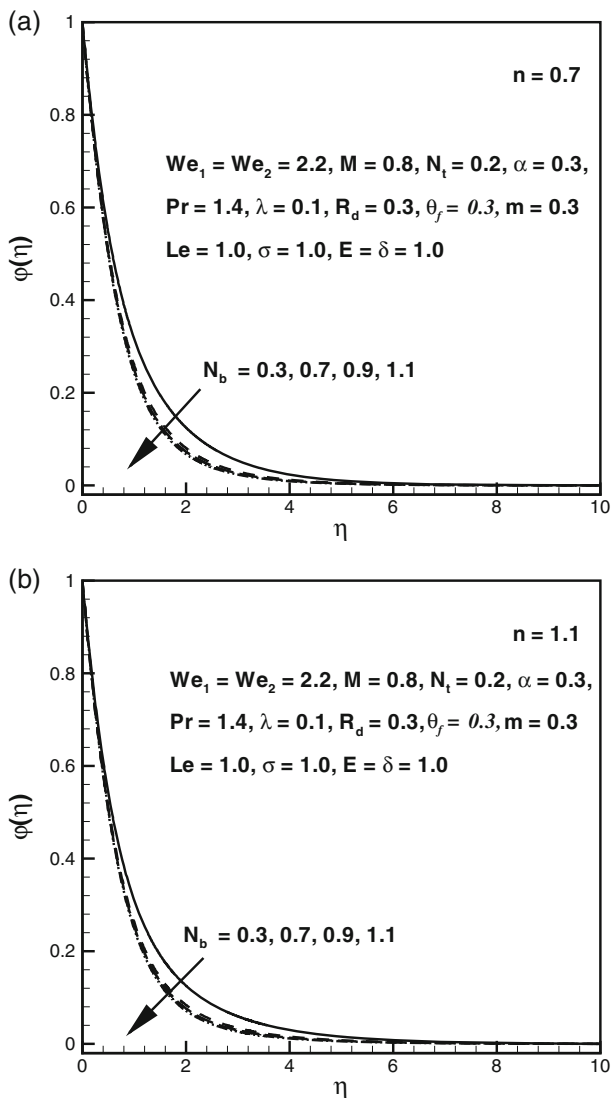 (a)
n = 0.7
We₁ = We₂ = 2.2, M = 0.8, Nₜ = 0.2, α = 0.3,
Pr = 1.4, λ = 0.1, R_d = 0.3, θ_f = 0.3, m = 0.3
Le = 1.0, σ = 1.0, E = δ = 1.0
N_b = 0.3, 0.7, 0.9, 1.1
φ(η)
1
0.8
0.6
0.4
0.2
0
0 2 4 6 8 10
η
(b)
n = 1.1
We₁ = We₂ = 2.2, M = 0.8, Nₜ = 0.2, α = 0.3,
Pr = 1.4, λ = 0.1, R_d = 0.3, θ_f = 0.3, m = 0.3
Le = 1.0, σ = 1.0, E = δ = 1.0
N_b = 0.3, 0.7, 0.9, 1.1
φ(η)
1
0.8
0.6
0.4
0.2
0
0 2 4 6 8 10
η